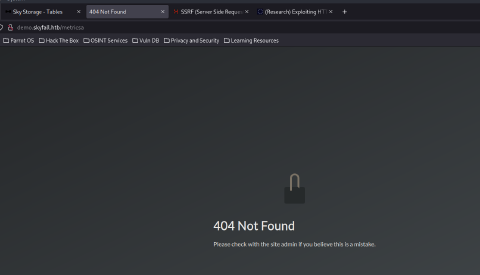 Sky Storage - Tables
404 Not Found
SSRF (Server Side Reques
(Research) Exploiting HTT
demo.skyfall.htb/metrics
Parrot OS
Hack The Box
OSINT Services
Vuln DB
Privacy and Security
Learning Resources
404 Not Found
Please check with the site admin if you believe this is a mistake.